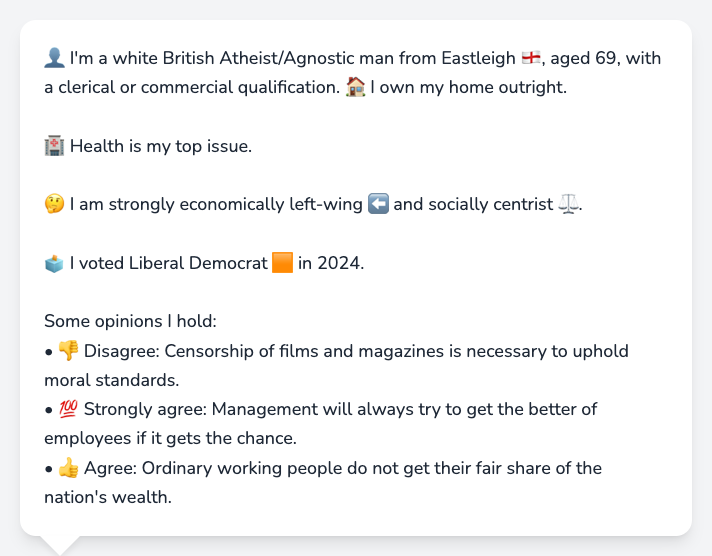 👤 I'm a white British Atheist/Agnostic man from Eastleigh 🏴󠁧󠁢󠁥󠁮󠁧󠁿, aged 69, with
a clerical or commercial qualification. 🏠 I own my home outright.
🏥 Health is my top issue.
🤔 I am strongly economically left-wing ⬅️ and socially centrist ⚖️.
🗳️ I voted Liberal Democrat 🟧 in 2024.
Some opinions I hold:
• 👎 Disagree: Censorship of films and magazines is necessary to uphold
moral standards.
• 💯 Strongly agree: Management will always try to get the better of
employees if it gets the chance.
• 👍 Agree: Ordinary working people do not get their fair share of the
nation's wealth.